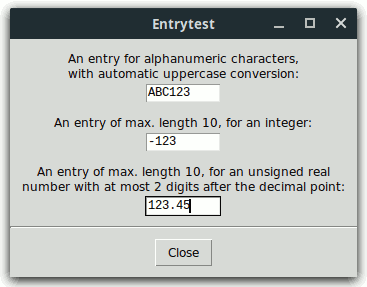 Entrytest
An entry for alphanumeric characters,
with automatic uppercase conversion:
ABC123
An entry of max. length 10, for an integer:
-123
An entry of max. length 10, for an unsigned real
number with at most 2 digits after the decimal point:
123.45
Close